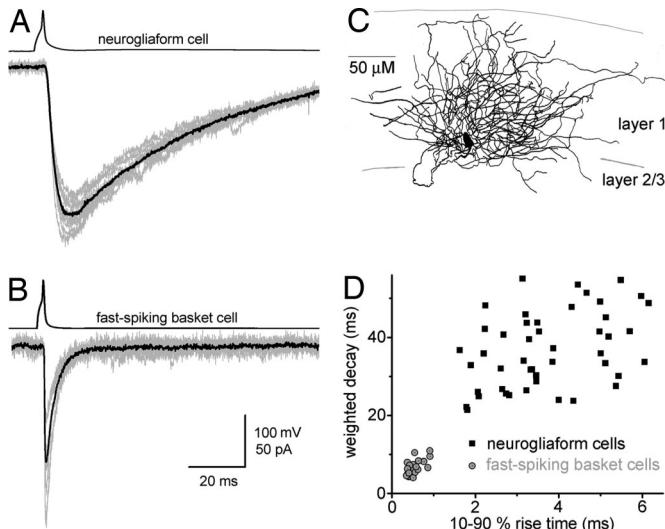 A
neurogliaform cell
B
fast-spiking basket cell
100 mV
50 pA
20 ms
C
50 µM
layer 1
layer 2/3
D
weighted decay (ms)
40
20
0
neurogliaform cells
fast-spiking basket cells
0
2
4
6
10-90 % rise time (ms)